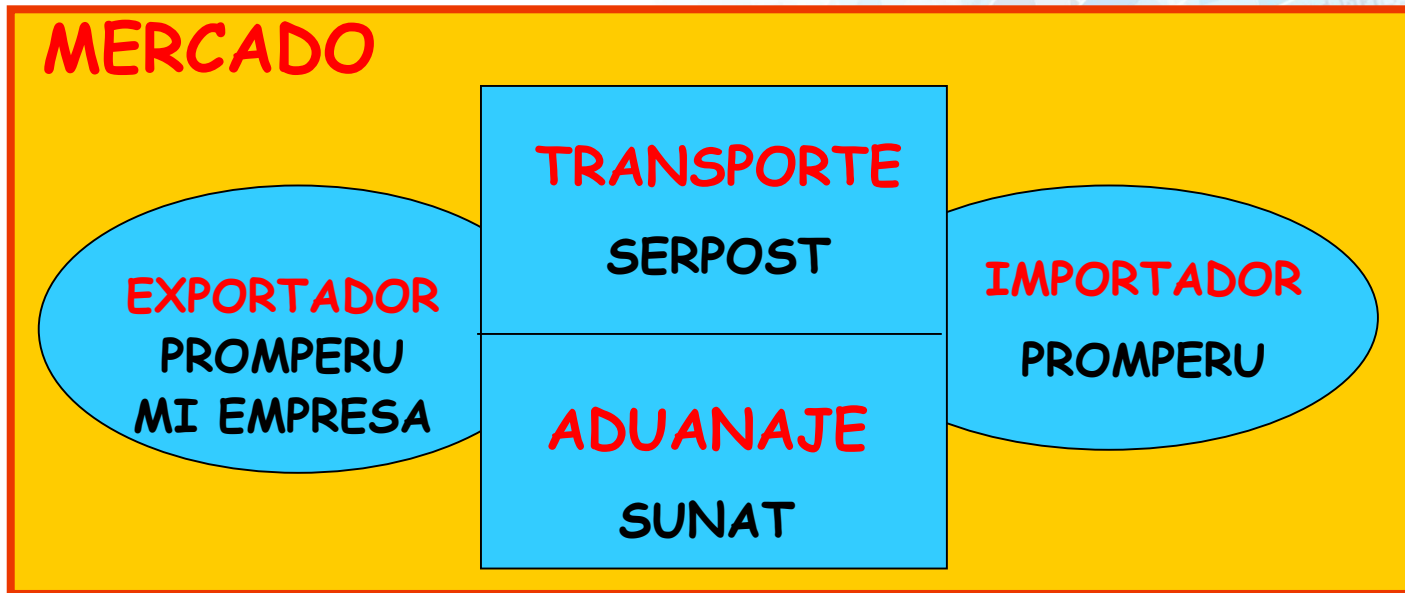 MERCADO
EXPORTADOR
PROMPERU
MI EMPRESA
TRANSPORTE
SERPOST
ADUANAJE
SUNAT
IMPORTADOR
PROMPERU